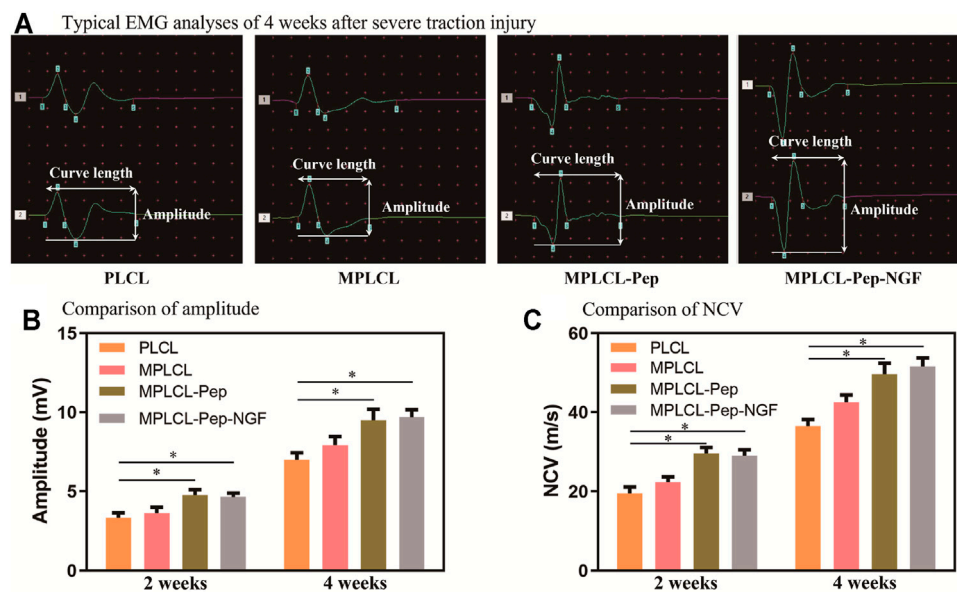 A Typical EMG analyses of 4 weeks after severe traction injury
1 1 1 1
Curve length Curve length Curve length Curve length
2 Amplitude 2 Amplitude 2 Amplitude 2 Amplitude
PLCL MPLCL MPLCL-Pep MPLCL-Pep-NGF
B Comparison of amplitude
15
PLCL
MPLCL
MPLCL-Pep
MPLCL-Pep-NGF
10
5
0
Amplitude (mV)
* * * *
2 weeks 4 weeks
C Comparison of NCV
60
PLCL
MPLCL
MPLCL-Pep
MPLCL-Pep-NGF
40
20
0
NCV (m/s)
* * * *
2 weeks 4 weeks